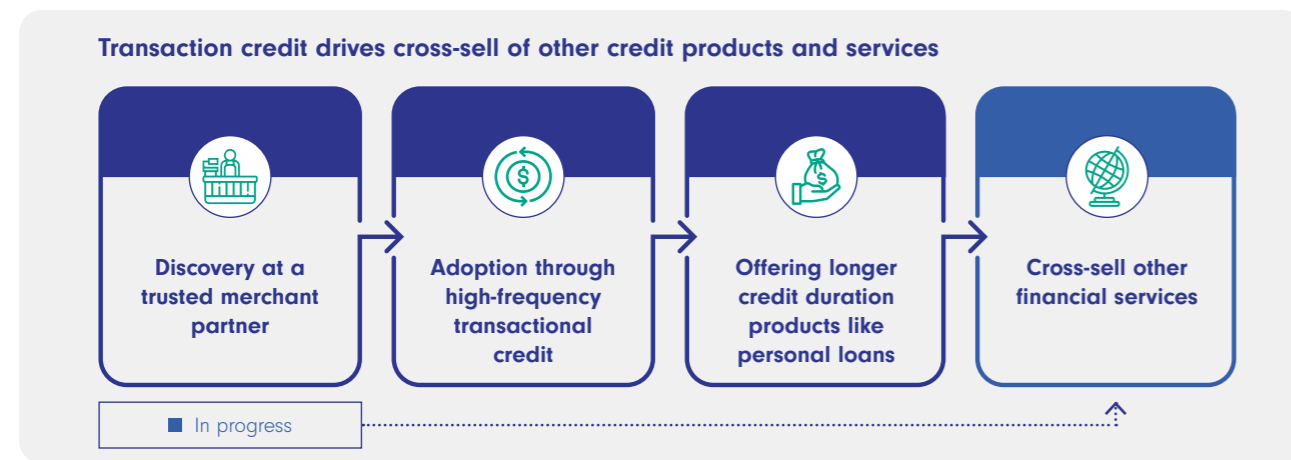 Transaction credit drives cross-sell of other credit products and services
Discovery at a
trusted merchant
partner
Adoption through
high-frequency
transactional
credit
Offering longer
credit duration
products like
personal loans
Cross-sell other
financial services
In progress